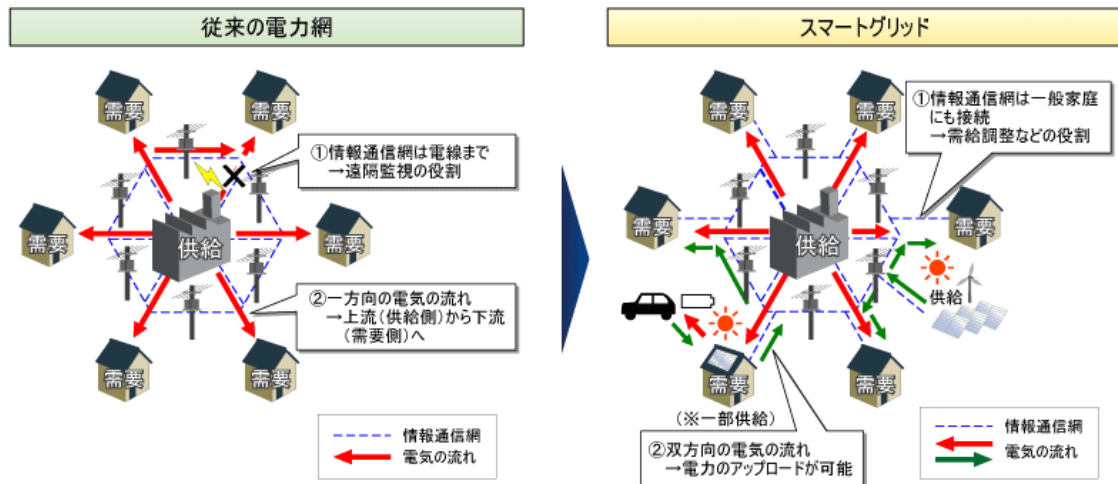 従来の電力網
需要
需要
①情報通信網は電線まで
→遠隔監視の役割
需要
供給
需要
②一方向の電気の流れ
→上流(供給側)から下流
(需要側)へ
需要
需要
情報通信網
電気の流れ
スマートグリッド
需要
需要
①情報通信網は一般家庭
にも接続
→需給調整などの役割
需要
供給
需要
供給
需要
需要
(※一部供給)
②双方向の電気の流れ
→電力のアップロードが可能
情報通信網
電気の流れ